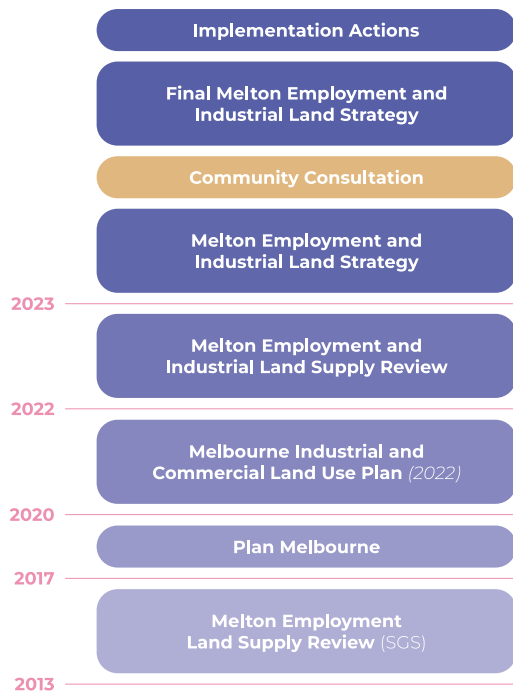 Implementation Actions
Final Melton Employment and
Industrial Land Strategy
Community Consultation
Melton Employment and
Industrial Land Strategy
2023
Melton Employment and
Industrial Land Supply Review
2022
Melbourne Industrial and
Commercial Land Use Plan (2022)
2020
Plan Melbourne
2017
Melton Employment
Land Supply Review (SGS)
2013